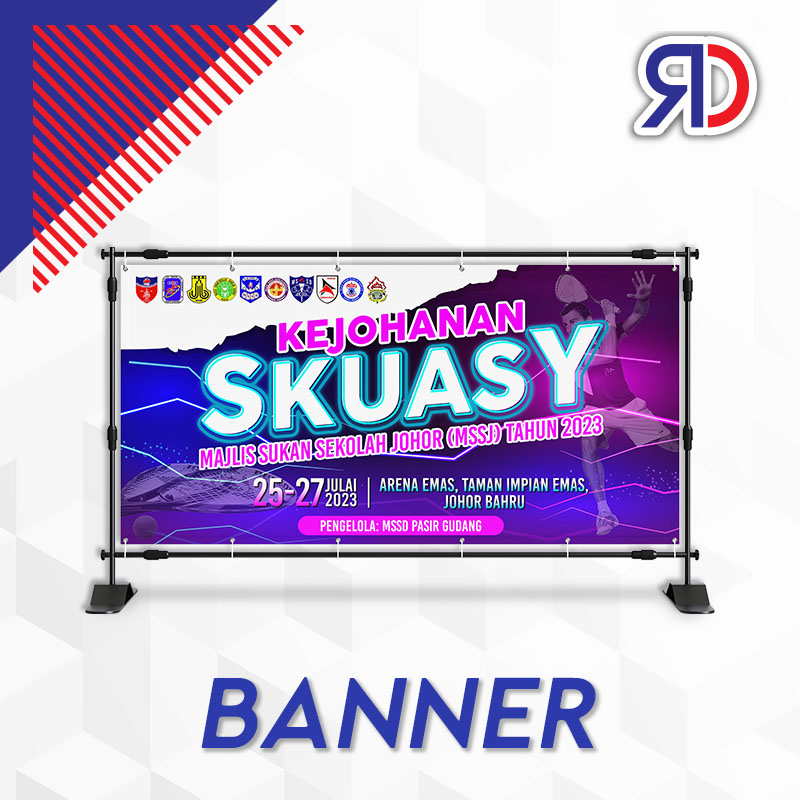 RD
KEJOHANAN
SKUASY
MAJLIS SUKAN SEKOLAH JOHOR (MSSJ) TAHUN 2023
25-27 JULAI 2023 | ARENA EMAS, TAMAN IMPIAN EMAS, JOHOR BAHRU
PENGELOLA: MSSD PASIR GUDANG
BANNER